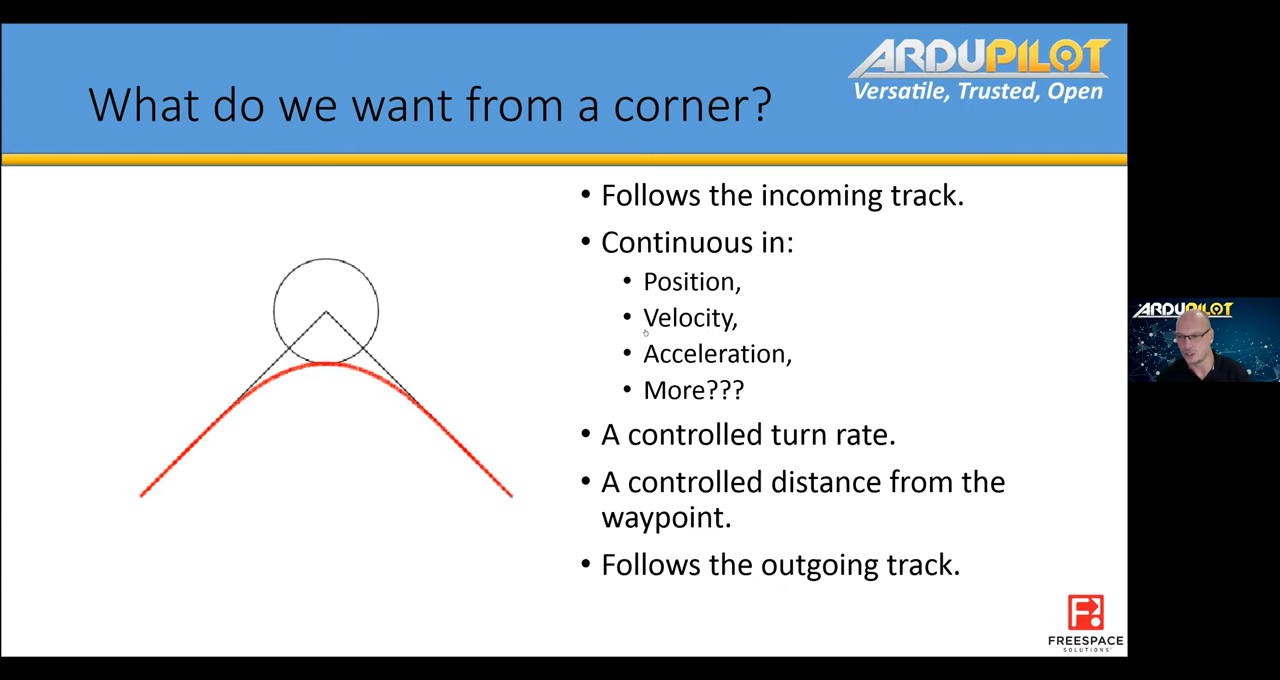 ARDUPILOT
Versatile, Trusted, Open
What do we want from a corner?
• Follows the incoming track.
• Continuous in:
• Position,
• Velocity,
• Acceleration,
• More???
• A controlled turn rate.
• A controlled distance from the
waypoint.
• Follows the outgoing track.
ARDUPILOT
FREESPACE
SOLUTIONS